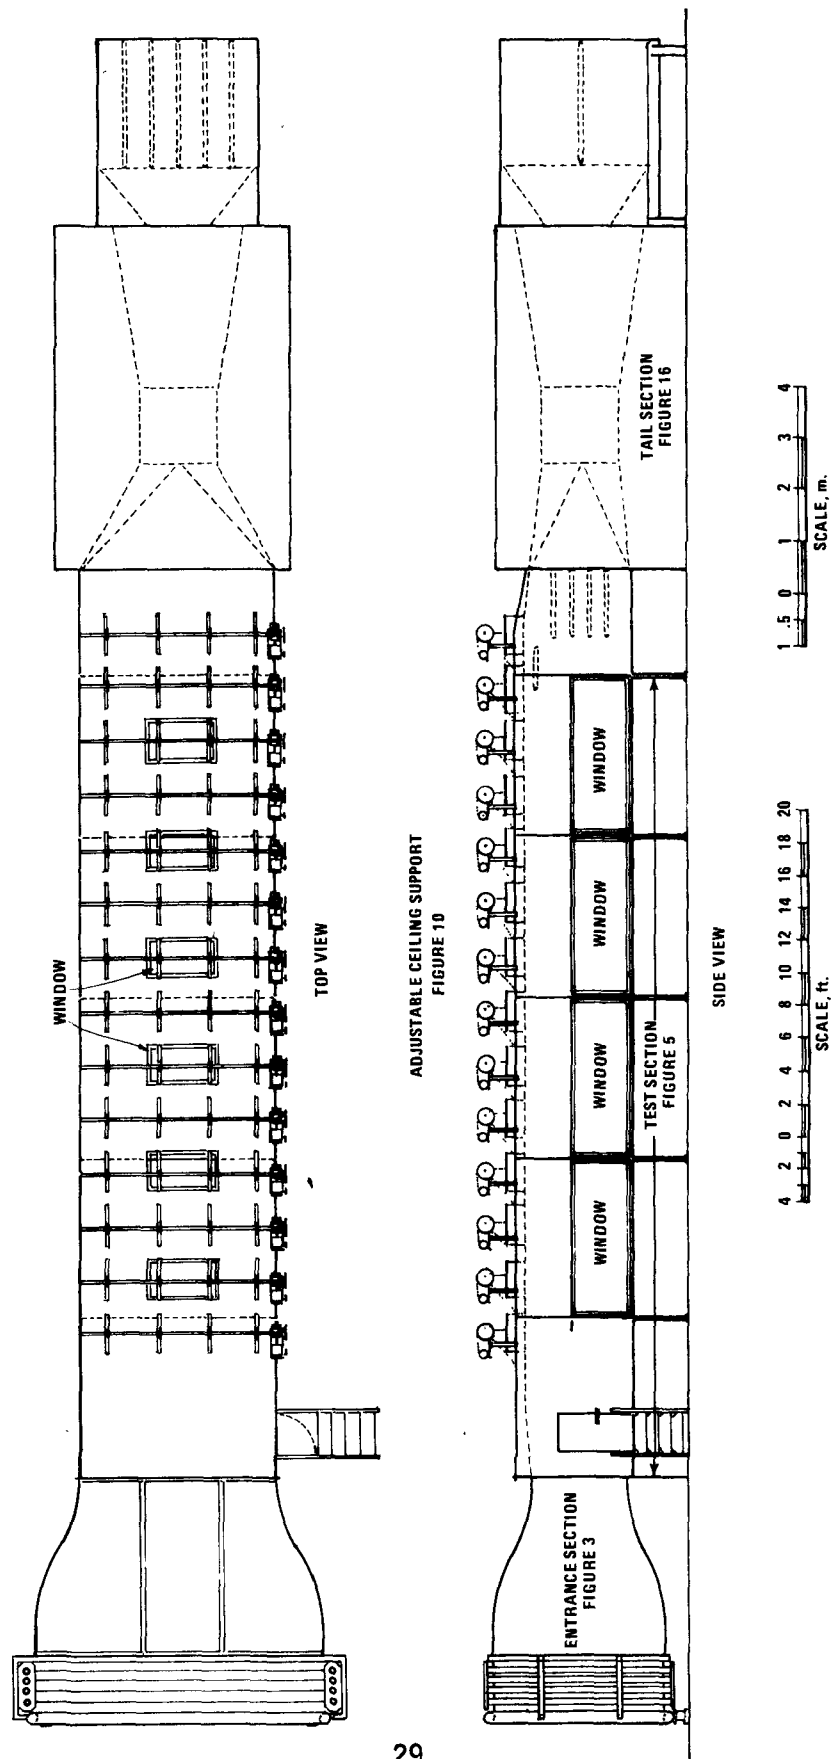 WINDOW
TOP VIEW
ADJUSTABLE CEILING SUPPORT
FIGURE 10
ENTRANCE SECTION
FIGURE 3
WINDOW
WINDOW
WINDOW
WINDOW
TEST SECTION
FIGURE 5
TAIL SECTION
FIGURE 16
SIDE VIEW
4 2 0 2 4 6 8 10 12 14 16 18 20
SCALE, ft.
1 .5 0 1 2 3 4
SCALE, m.
29